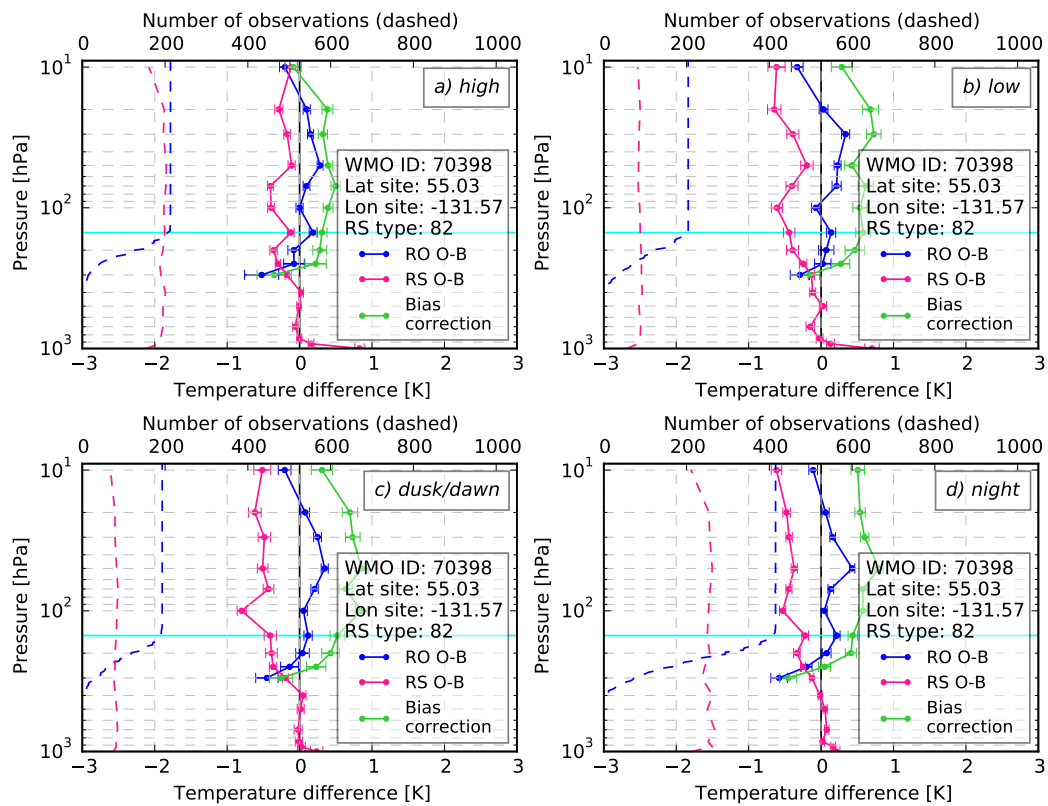 Number of observations (dashed)
0 200 400 600 800 1000
10¹
10²
10³
Pressure [hPa]
a) high
WMO ID: 70398
Lat site: 55.03
Lon site: -131.57
RS type: 82
RO O-B
RS O-B
Bias
correction
−3 −2 −1 0 1 2 3
Temperature difference [K]
Number of observations (dashed)
0 200 400 600 800 1000
10¹
10²
10³
Pressure [hPa]
b) low
WMO ID: 70398
Lat site: 55.03
Lon site: -131.57
RS type: 82
RO O-B
RS O-B
Bias
correction
−3 −2 −1 0 1 2 3
Temperature difference [K]
Number of observations (dashed)
0 200 400 600 800 1000
10¹
10²
10³
Pressure [hPa]
c) dusk/dawn
WMO ID: 70398
Lat site: 55.03
Lon site: -131.57
RS type: 82
RO O-B
RS O-B
Bias
correction
−3 −2 −1 0 1 2 3
Temperature difference [K]
Number of observations (dashed)
0 200 400 600 800 1000
10¹
10²
10³
Pressure [hPa]
d) night
WMO ID: 70398
Lat site: 55.03
Lon site: -131.57
RS type: 82
RO O-B
RS O-B
Bias
correction
−3 −2 −1 0 1 2 3
Temperature difference [K]